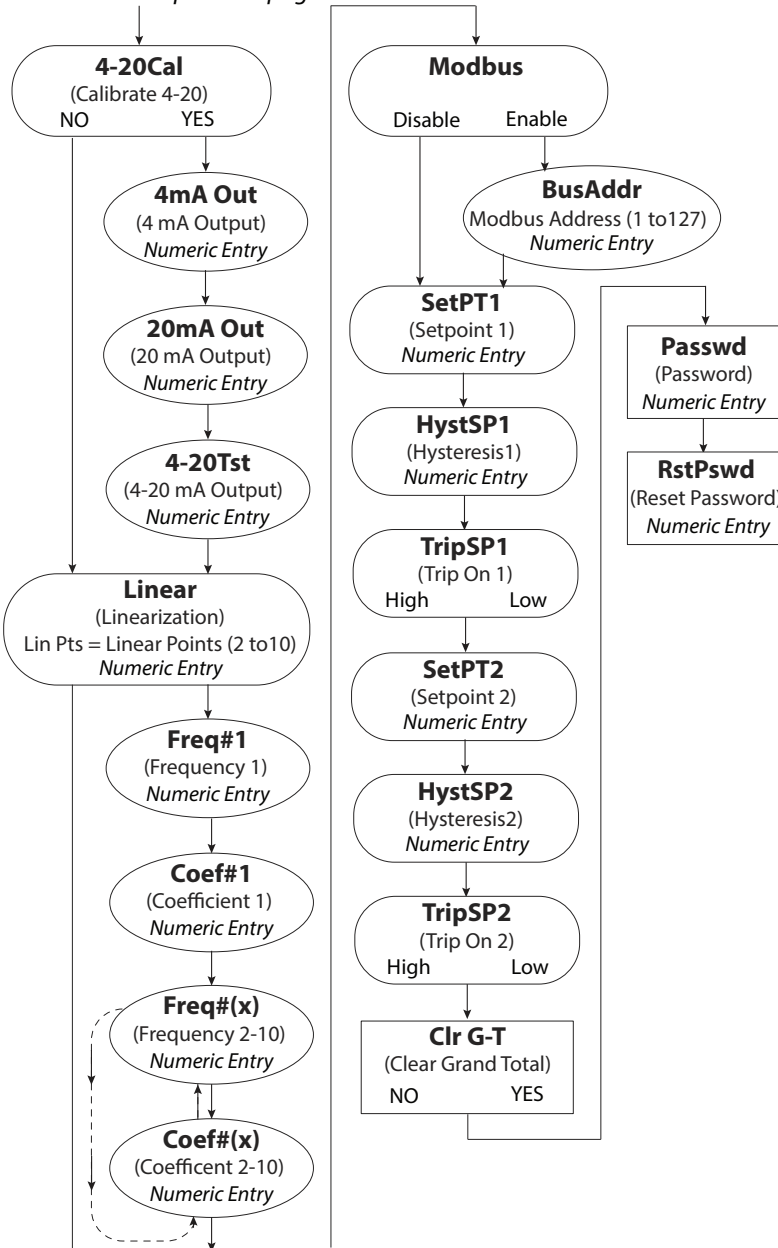 4-20Cal
(Calibrate 4-20)
NO YES
4mA Out
(4 mA Output)
Numeric Entry
20mA Out
(20 mA Output)
Numeric Entry
4-20Tst
(4-20 mA Output)
Numeric Entry
Linear
(Linearization)
Lin Pts = Linear Points (2 to10)
Numeric Entry
Freq#1
(Frequency 1)
Numeric Entry
Coef#1
(Coefficient 1)
Numeric Entry
Freq#(x)
(Frequency 2-10)
Numeric Entry
Coef#(x)
(Coefficent 2-10)
Numeric Entry
Modbus
Disable Enable
BusAddr
Modbus Address (1 to127)
Numeric Entry
SetPT1
(Setpoint 1)
Numeric Entry
HystSP1
(Hysteresis1)
Numeric Entry
TripSP1
(Trip On 1)
High Low
SetPT2
(Setpoint 2)
Numeric Entry
HystSP2
(Hysteresis2)
Numeric Entry
TripSP2
(Trip On 2)
High Low
Clr G-T
(Clear Grand Total)
NO YES
Passwd
(Password)
Numeric Entry
RstPswd
(Reset Password)
Numeric Entry